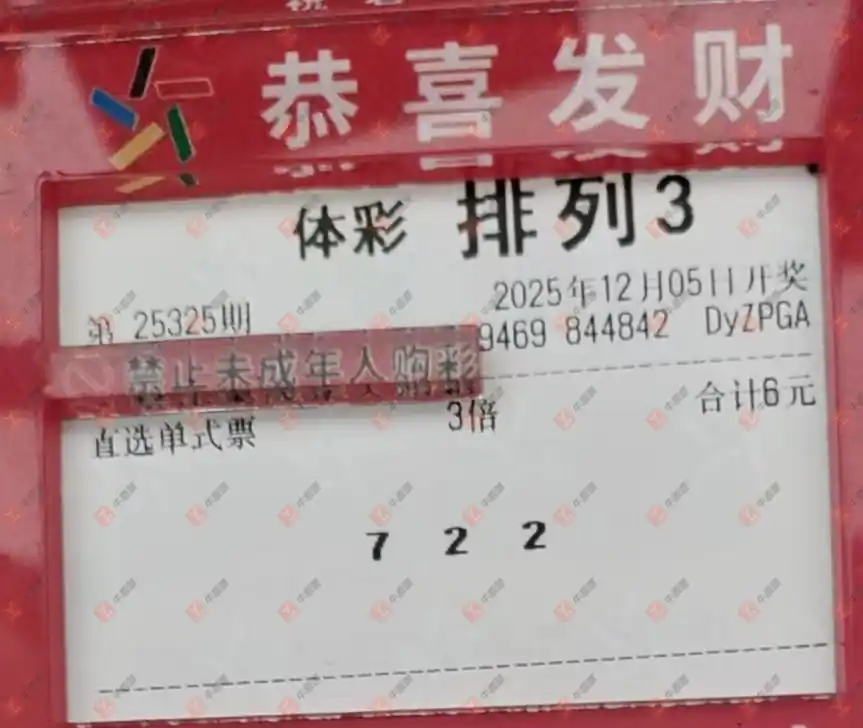 恭喜发财
体彩 排列3
第 25325期 2025年12月05日开奖
9469 844842 DyZPGA
禁止未成年人购彩
直选单式票 3倍 合计6元
7 2 2